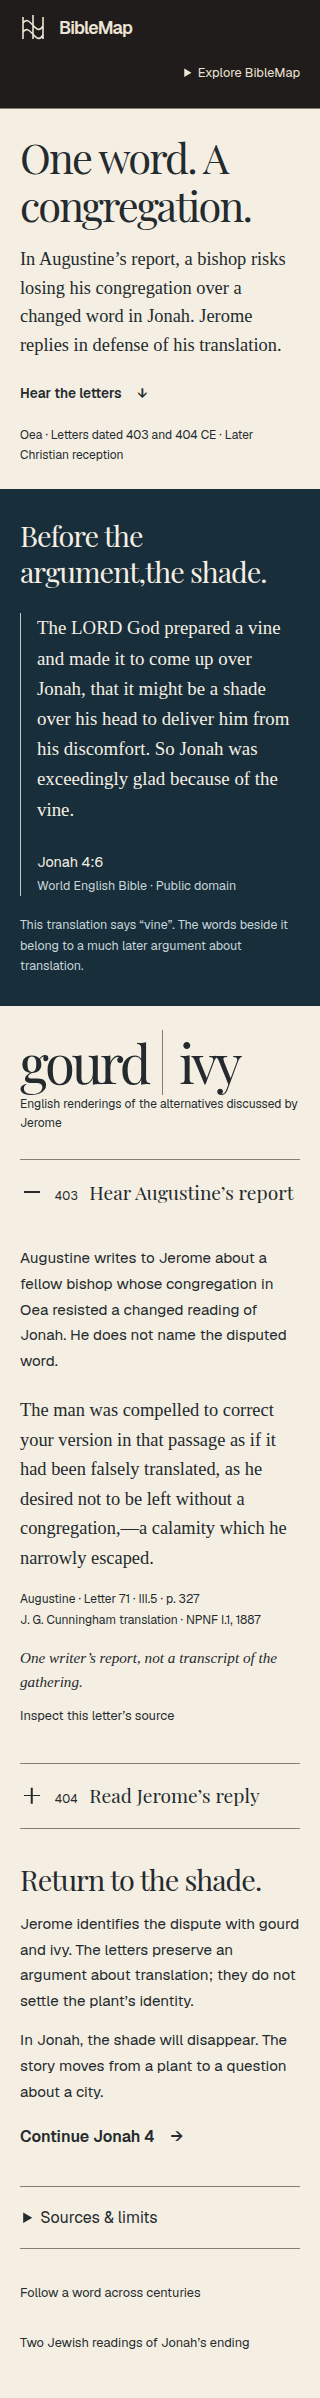 BibleMap
▶ Explore BibleMap
One word. A
congregation.
In Augustine’s report, a bishop risks
losing his congregation over a
changed word in Jonah. Jerome
replies in defense of his translation.
Hear the letters ↓
Oea · Letters dated 403 and 404 CE · Later
Christian reception
Before the
argument,the shade.
The LORD God prepared a vine
and made it to come up over
Jonah, that it might be a shade
over his head to deliver him from
his discomfort. So Jonah was
exceedingly glad because of the
vine.
Jonah 4:6
World English Bible · Public domain
This translation says “vine”. The words beside it
belong to a much later argument about
translation.
gourd ivy
English renderings of the alternatives discussed by
Jerome
403 Hear Augustine’s report
Augustine writes to Jerome about a
fellow bishop whose congregation in
Oea resisted a changed reading of
Jonah. He does not name the disputed
word.
The man was compelled to correct
your version in that passage as if it
had been falsely translated, as he
desired not to be left without a
congregation,—a calamity which he
narrowly escaped.
Augustine · Letter 71 · III.5 · p. 327
J. G. Cunningham translation · NPNF I.1, 1887
One writer’s report, not a transcript of the
gathering.
Inspect this letter’s source
404 Read Jerome’s reply
Return to the shade.
Jerome identifies the dispute with gourd
and ivy. The letters preserve an
argument about translation; they do not
settle the plant’s identity.
In Jonah, the shade will disappear. The
story moves from a plant to a question
about a city.
Continue Jonah 4 →
▶ Sources & limits
Follow a word across centuries
Two Jewish readings of Jonah’s ending